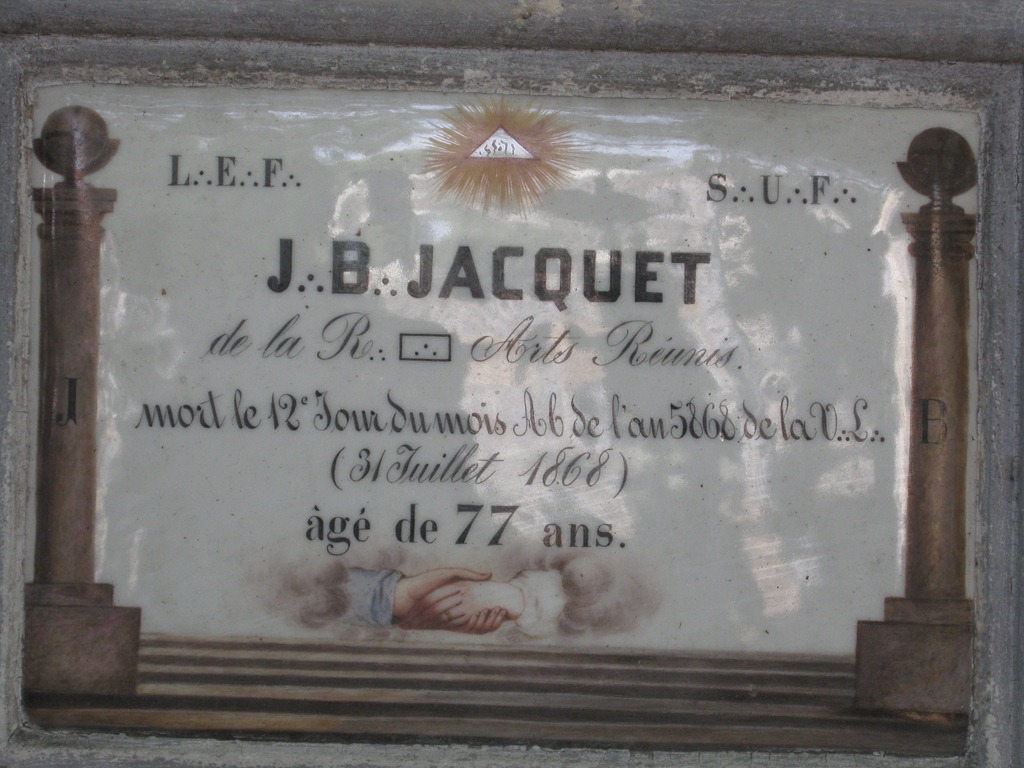 L∴E∴F∴
S∴U∴F∴
J∴B∴JACQUET
de la R∴ Arts Réunis.
J
mort le 12e Jour du mois Ab de l'an 5868 de la V∴L∴
B
(31 Juillet 1868)
âgé de 77 ans.